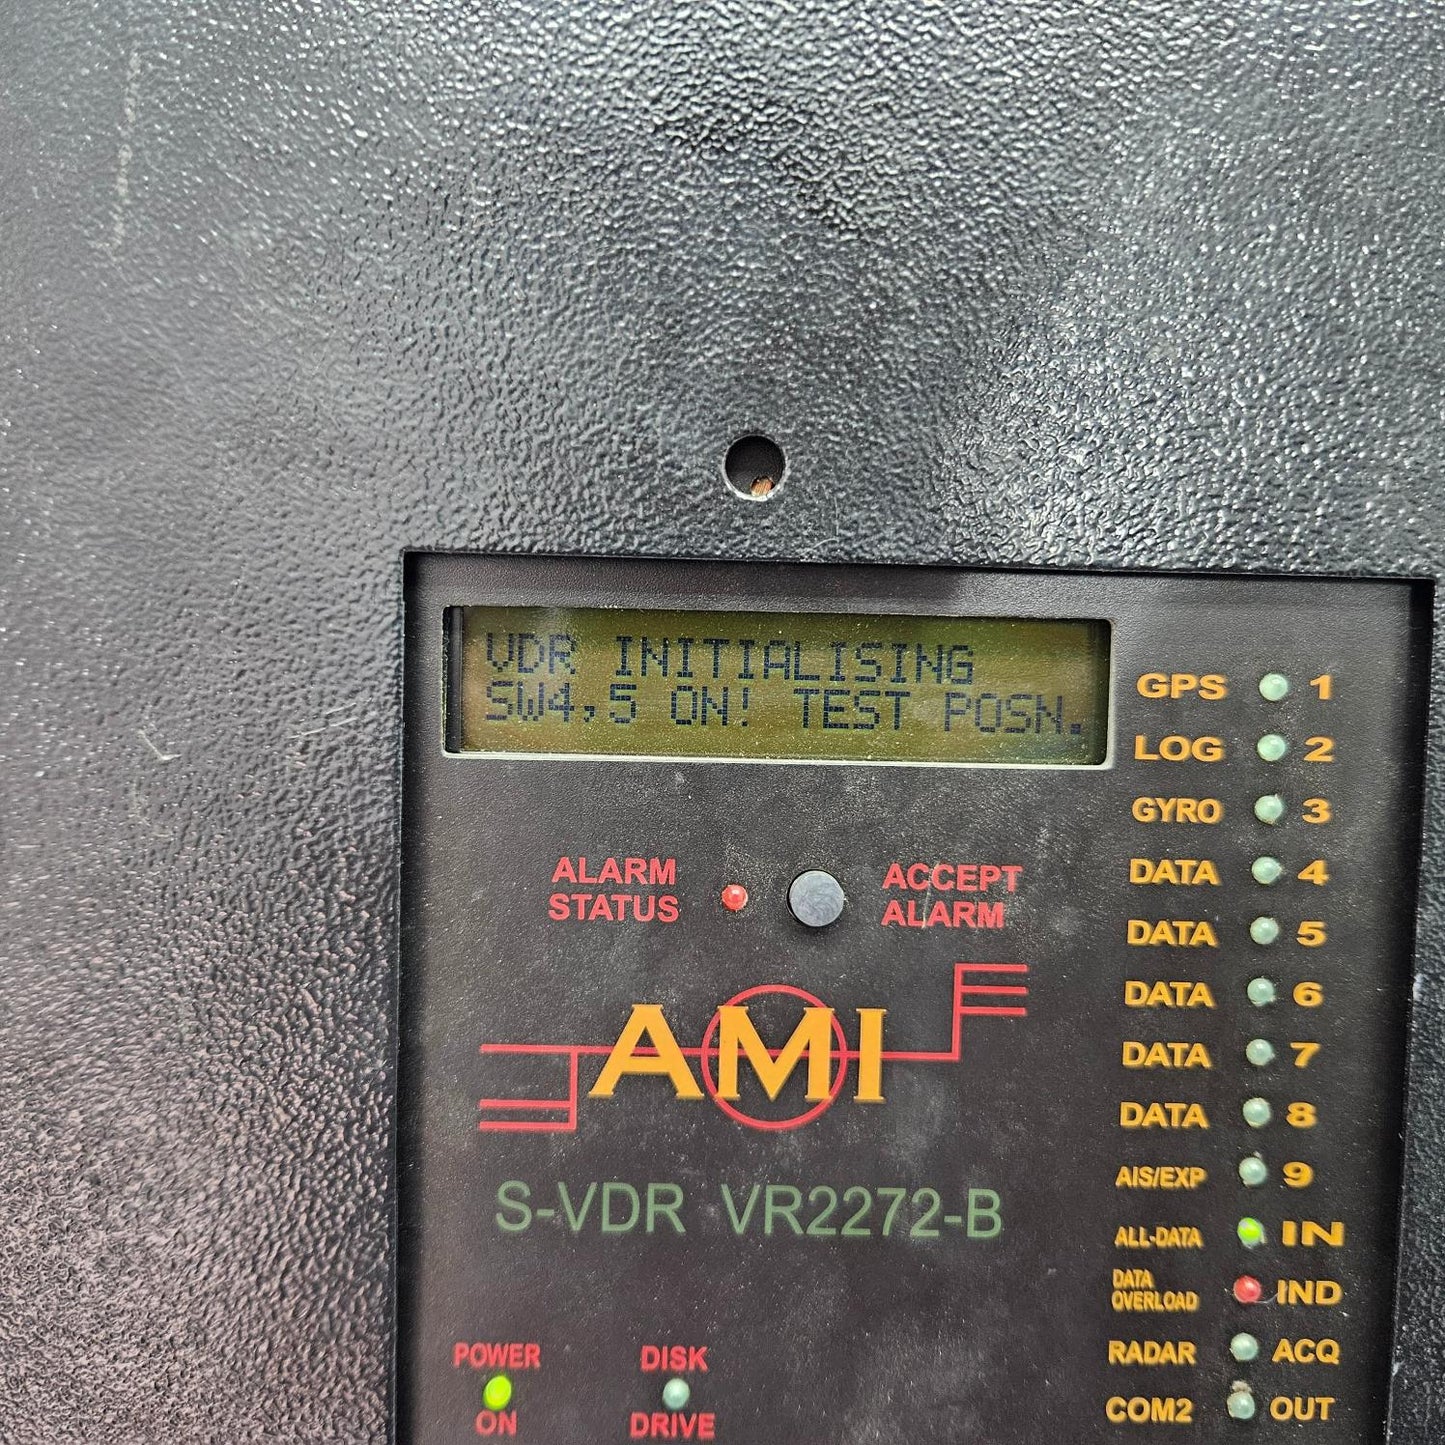 VDR INITIALISING
SW4,5 ON! TEST POSN.
GPS 1
LOG 2
GYRO 3
DATA 4
DATA 5
DATA 6
DATA 7
DATA 8
AIS/EXP 9
ALL-DATA IN
DATA
OVERLOAD IND
RADAR ACQ
COM2 OUT
ALARM
STATUS
ACCEPT
ALARM
AMI
S-VDR VR2272-B
POWER
ON
DISK
DRIVE